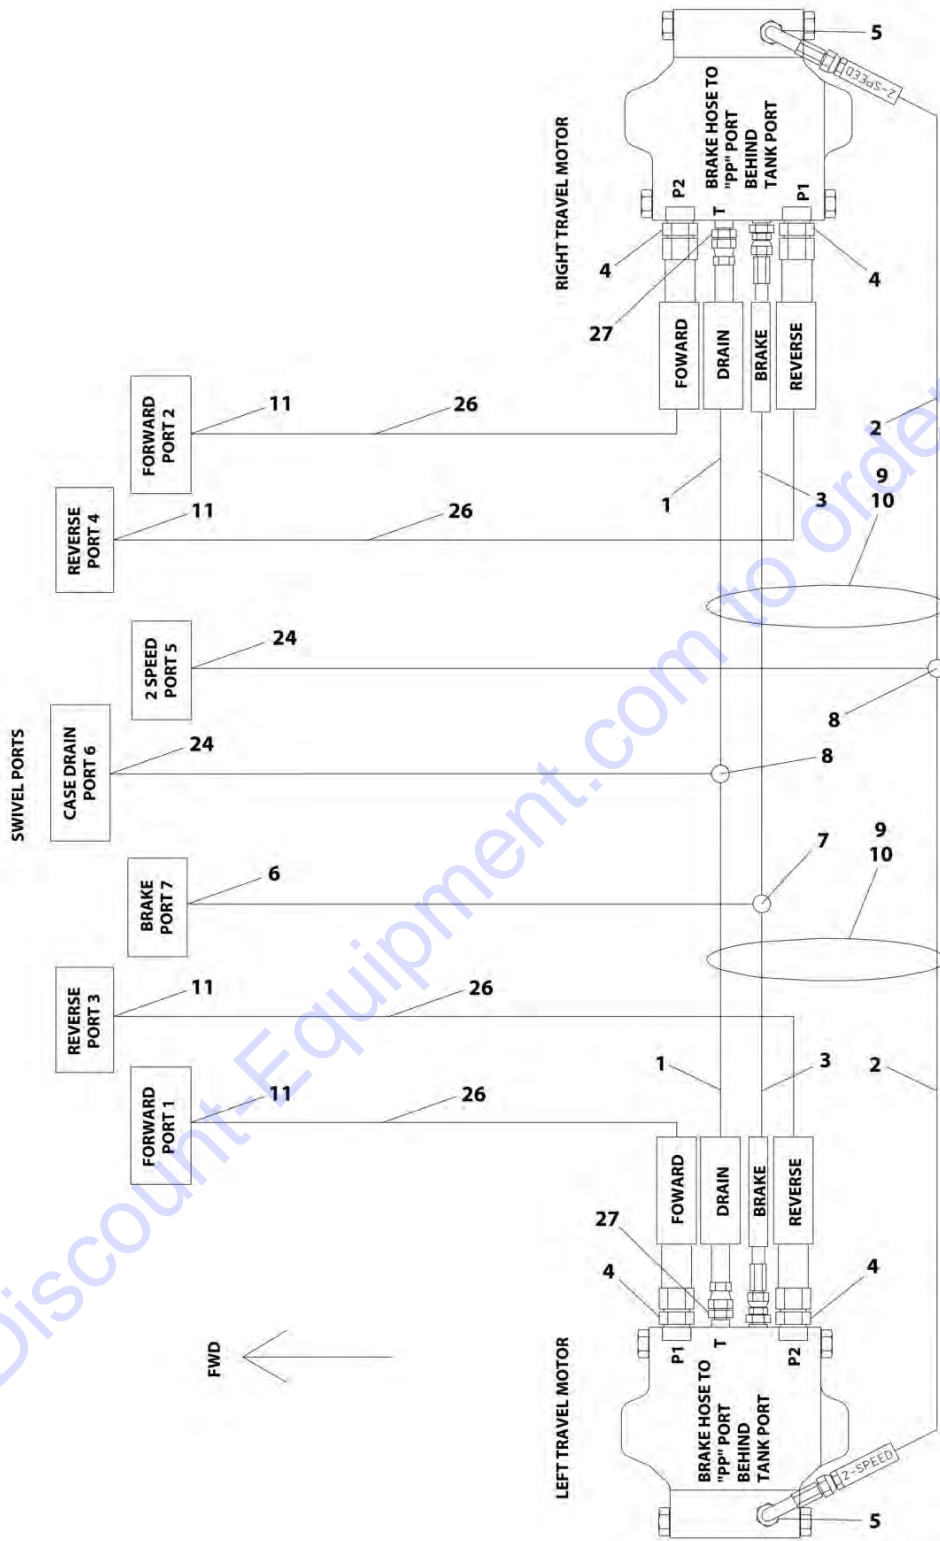 SWIVEL PORTS
FORWARD
PORT 1
REVERSE
PORT 3
BRAKE
PORT 7
CASE DRAIN
PORT 6
2 SPEED
PORT 5
REVERSE
PORT 4
FORWARD
PORT 2
11
11
6
24
24
11
11
26
26
26
26
FWD
LEFT TRAVEL MOTOR
4
27
FOWARD
DRAIN
BRAKE
REVERSE
P1
T
P2
4
BRAKE HOSE TO
"PP" PORT
BEHIND
TANK PORT
2-SPEED
5
1
3
2
9
10
7
8
8
9
10
1
3
2
RIGHT TRAVEL MOTOR
27
4
FOWARD
DRAIN
BRAKE
REVERSE
P2
T
P1
4
BRAKE HOSE TO
"PP" PORT
BEHIND
TANK PORT
2-SPEED
5
Discount-Equipment.com to order